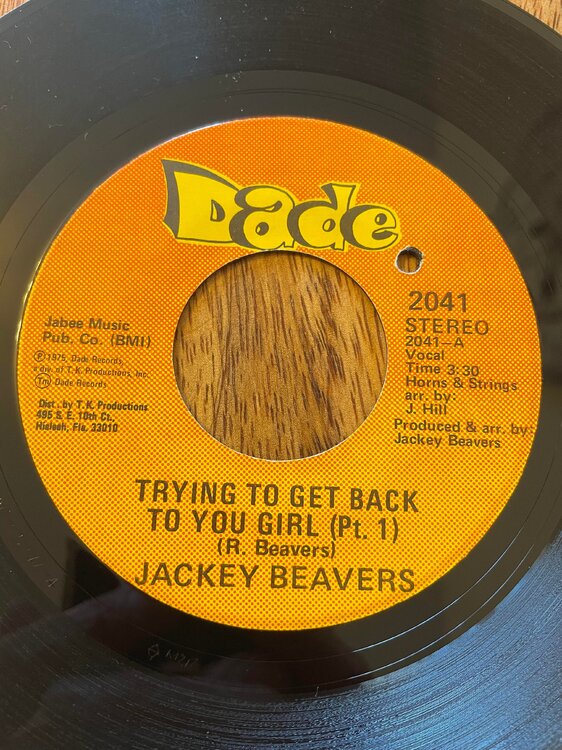 Dade
2041
STEREO
2041-A
Vocal
Time 3:30
Horns & Strings
arr. by:
J. Hill
Produced & arr. by:
Jackey Beavers
Jabee Music
Pub. Co. (BMI)
Ⓟ1975, Dade Records,
a div. of T.K. Productions, Inc.
Tm Dade Records
Dist. by T.K. Productions
495 S.E. 10th Ct.
Hialeah, Fla. 33010
TRYING TO GET BACK
TO YOU GIRL (Pt. 1)
(R. Beavers)
JACKEY BEAVERS